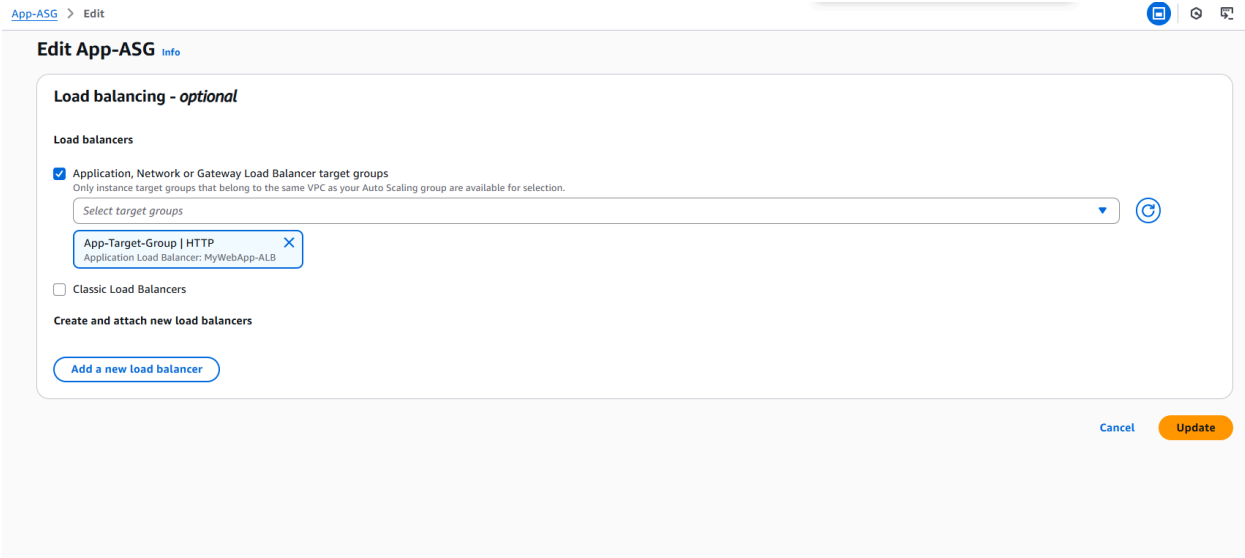 App-ASG > Edit
Edit App-ASG Info
Load balancing - optional
Load balancers
Application, Network or Gateway Load Balancer target groups
Only instance target groups that belong to the same VPC as your Auto Scaling group are available for selection.
Select target groups
App-Target-Group | HTTP
Application Load Balancer: MyWebApp-ALB
Classic Load Balancers
Create and attach new load balancers
Add a new load balancer
Cancel
Update